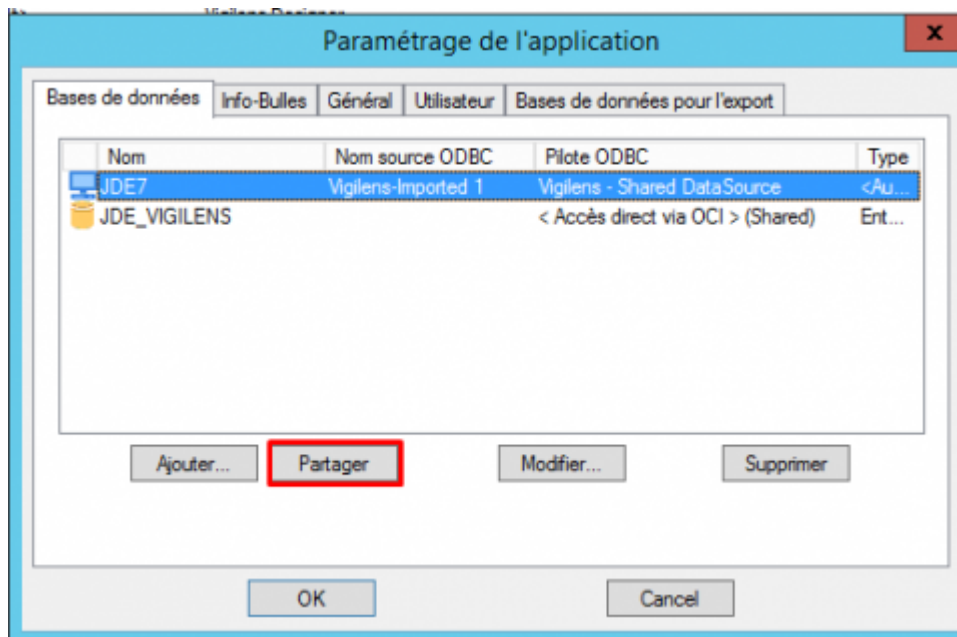 Paramétrage de l'application
x
Bases de données Info-Bulles Général Utilisateur Bases de données pour l'export
Nom Nom source ODBC Pilote ODBC Type
JDE7 Vigilens-Imported 1 Vigilens - Shared DataSource <Au...
JDE_VIGILENS < Accès direct via OCI > (Shared) Ent...
Ajouter... Partager Modifier... Supprimer
OK Cancel